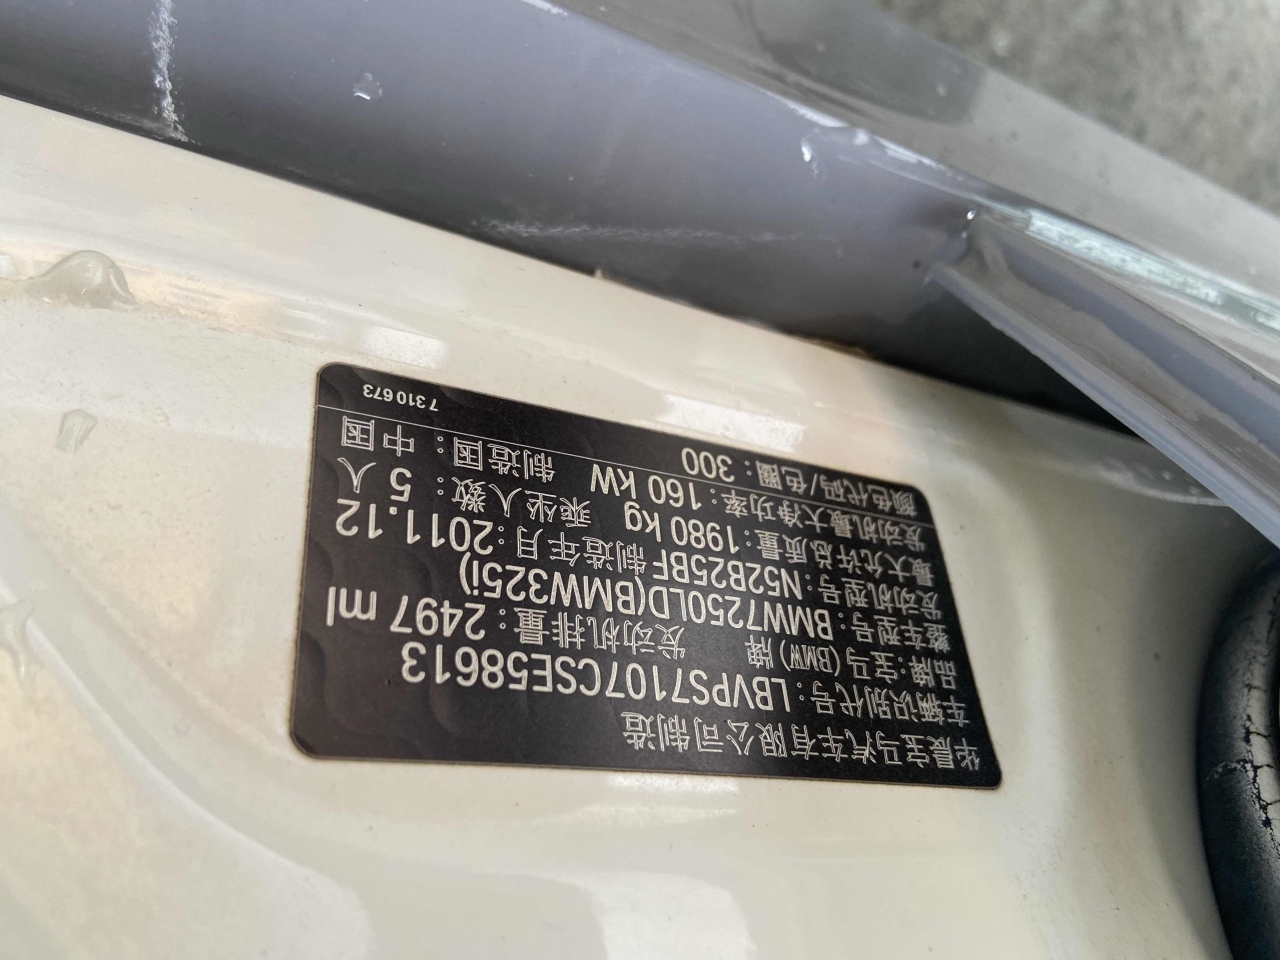 华晨宝马汽车有限公司制造
车辆识别代号：LBVPS7107CSE58613
品牌：宝马(BMW)牌 发动机排量：2497 ml
整车型号：BMW7250LD(BMW325i)
发动机型号：N52B25BF 制造年月：2011.12
最大允许总质量：1980 kg 乘坐人数：5 人
发动机最大净功率：160 kW 制造国：中国
颜色代码/色圈：300
7 310 673